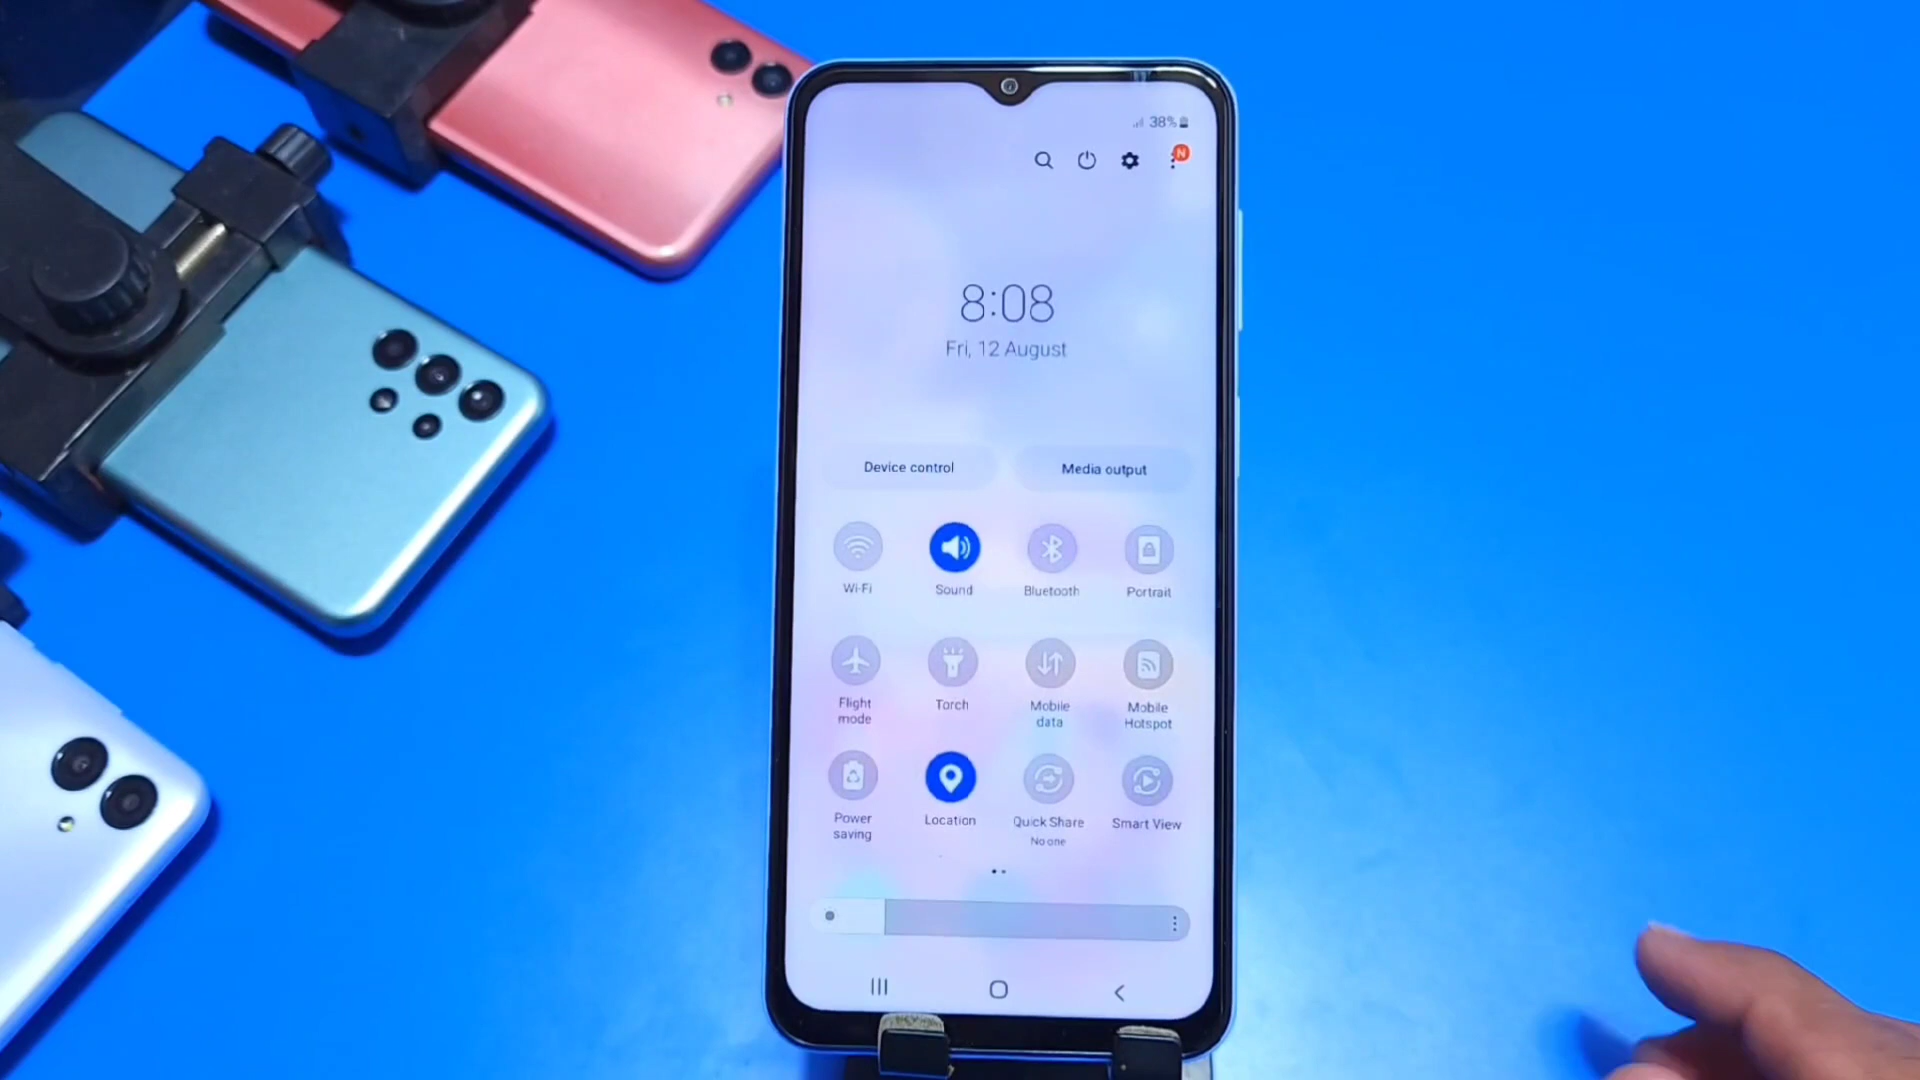 38%
N
8:08
Fri, 12 August
Device control
Media output
Wi-Fi
Sound
Bluetooth
Portrait
Flight
mode
Torch
Mobile
data
Mobile
Hotspot
Power
saving
Location
Quick Share
No one
Smart View